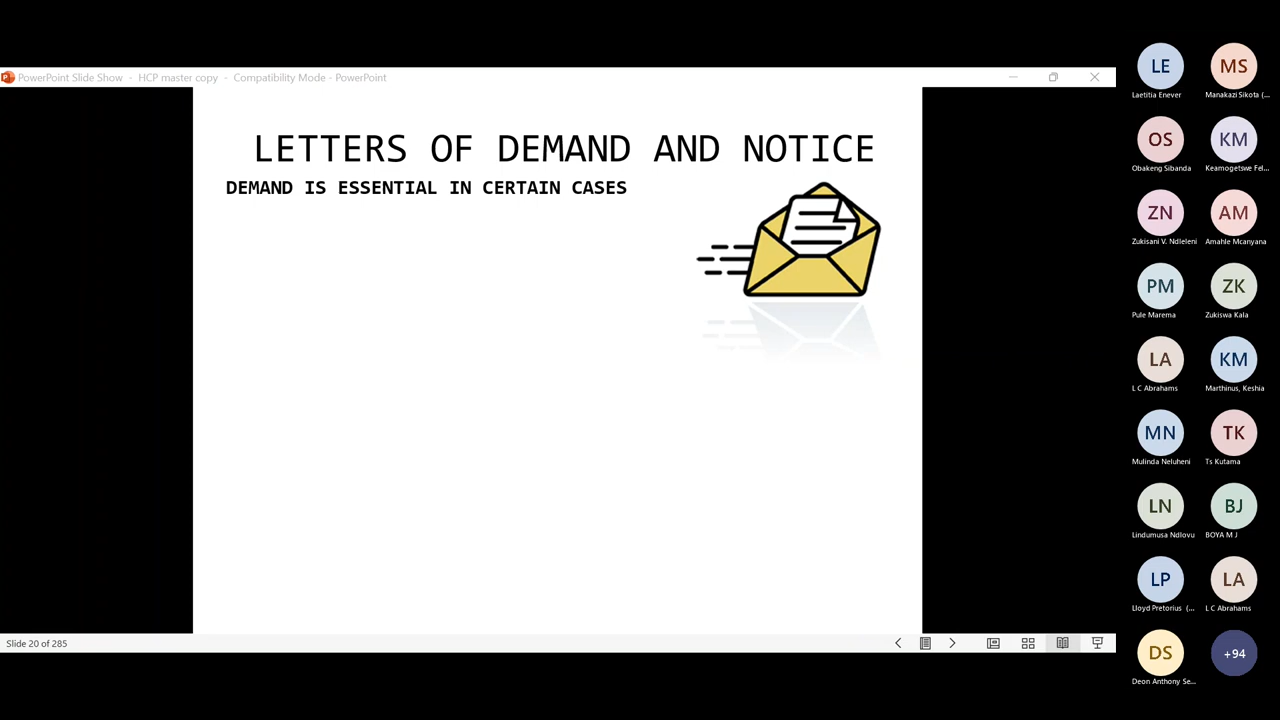 PowerPoint Slide Show - HCP master copy - Compatibility Mode - PowerPoint
LETTERS OF DEMAND AND NOTICE
DEMAND IS ESSENTIAL IN CERTAIN CASES
Slide 20 of 285
LE MS
Laetitia Enever Manakazi Sikota (...
OS KM
Obakeng Sibanda Keamogetswe Fel...
ZN AM
Zukisani V. Ndleleni Amahle Mcanyana
PM ZK
Pule Marema Zukiswa Kala
LA KM
L C Abrahams Marthinus, Keshia
MN TK
Mulinda Neluheni Ts Kutama
LN BJ
Lindumusa Ndlovu BOYA M J
LP LA
Lloyd Pretorius (... L C Abrahams
DS +94
Deon Anthony Se...